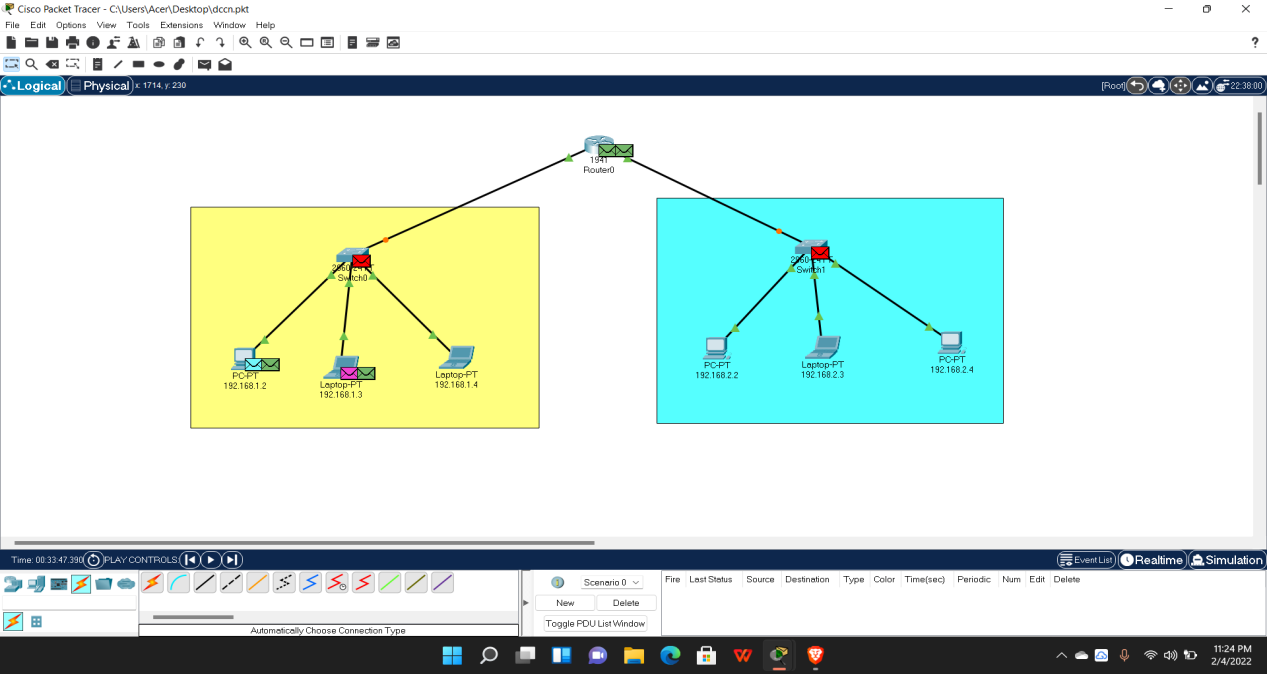 Cisco Packet Tracer - C:\Users\Acer\Desktop\dccn.pkt
File Edit Options View Tools Extensions Window Help
?
Logical Physical x: 1714, y: 230 [Root] 22:38:00
1941
Router0
Switch0
Switch1
PC-PT
192.168.1.2
Laptop-PT
192.168.1.3
Laptop-PT
192.168.1.4
PC-PT
192.168.2.2
Laptop-PT
192.168.2.3
PC-PT
192.168.2.4
Time: 00:33:47.390 PLAY CONTROLS: Event List Realtime Simulation
Scenario 0
New Delete
Toggle PDU List Window
Fire Last Status Source Destination Type Color Time(sec) Periodic Num Edit Delete
Automatically Choose Connection Type
11:24 PM
2/4/2022